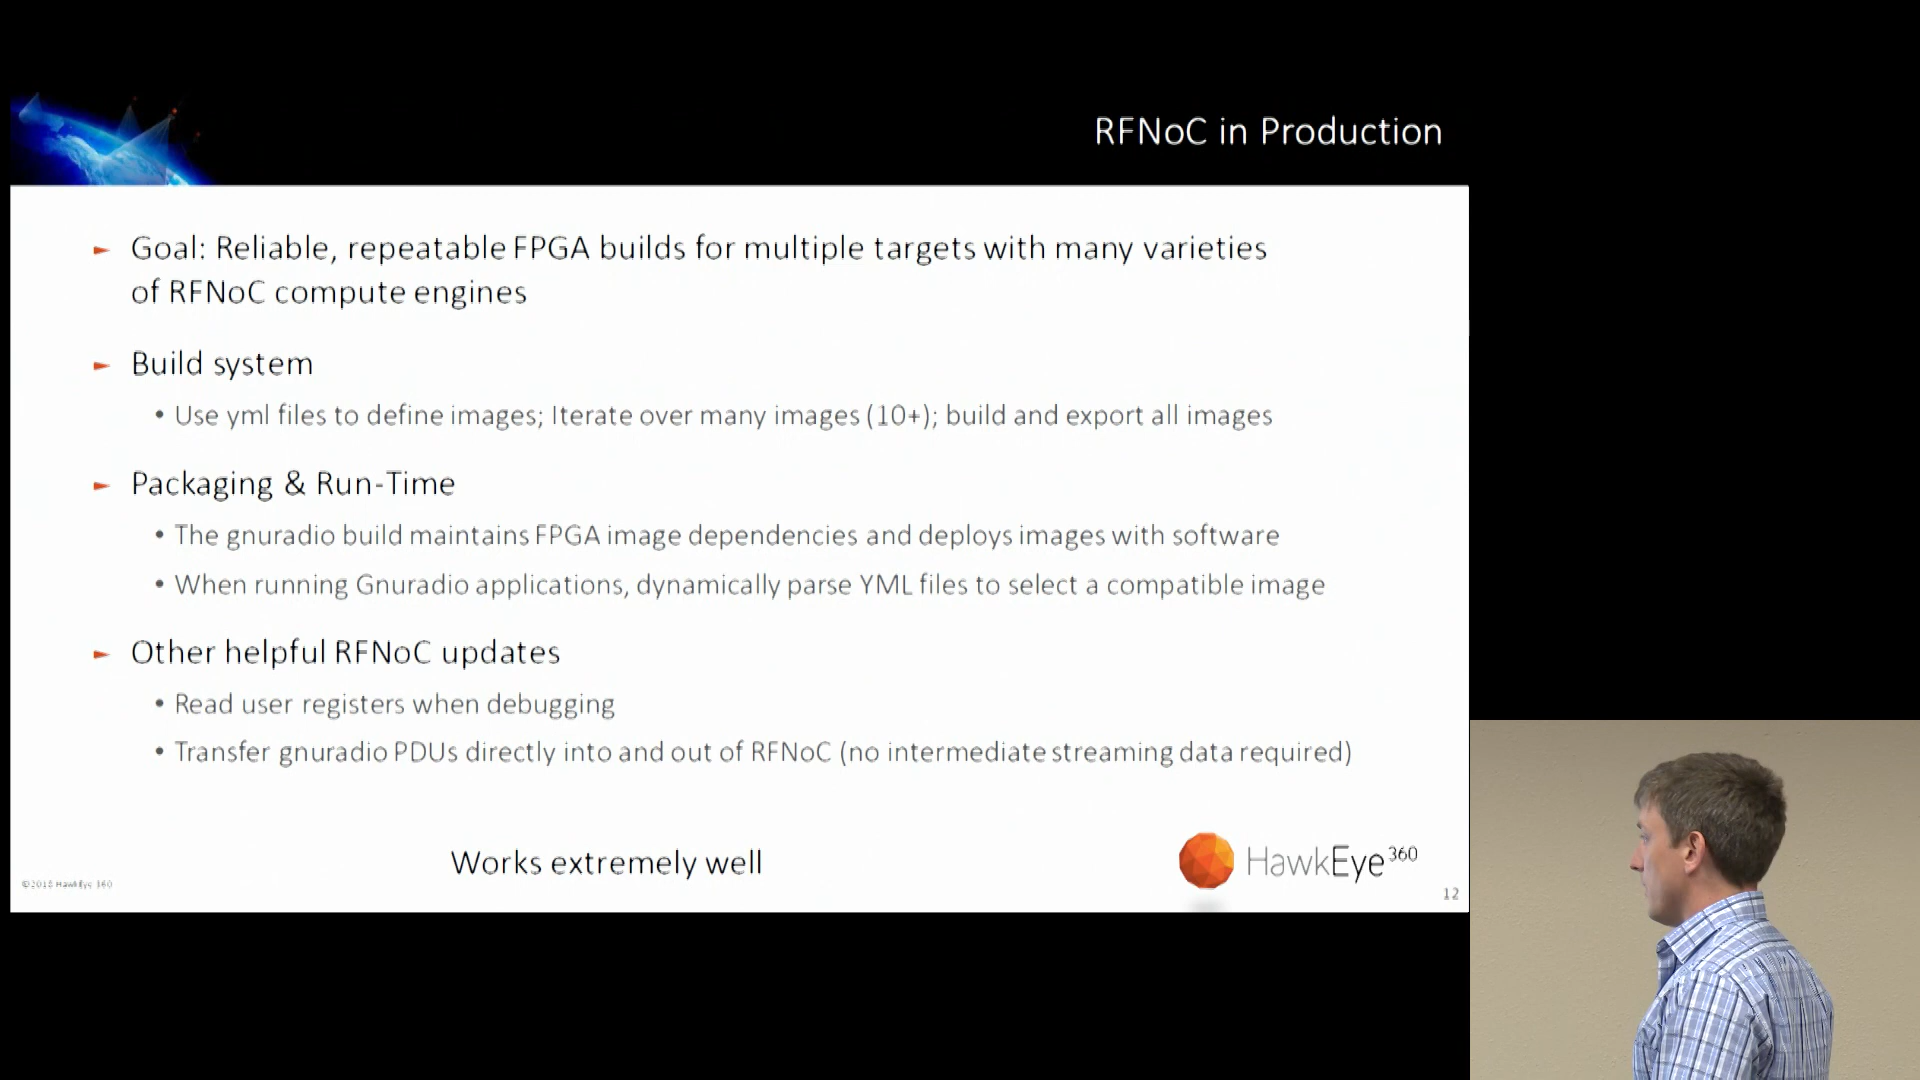 RFNoC in Production
► Goal: Reliable, repeatable FPGA builds for multiple targets with many varieties
of RFNoC compute engines
► Build system
• Use yml files to define images; Iterate over many images (10+); build and export all images
► Packaging & Run-Time
• The gnuradio build maintains FPGA image dependencies and deploys images with software
• When running Gnuradio applications, dynamically parse YML files to select a compatible image
► Other helpful RFNoC updates
• Read user registers when debugging
• Transfer gnuradio PDUs directly into and out of RFNoC (no intermediate streaming data required)
Works extremely well
HawkEye360
©2018 HawkEye 360
12